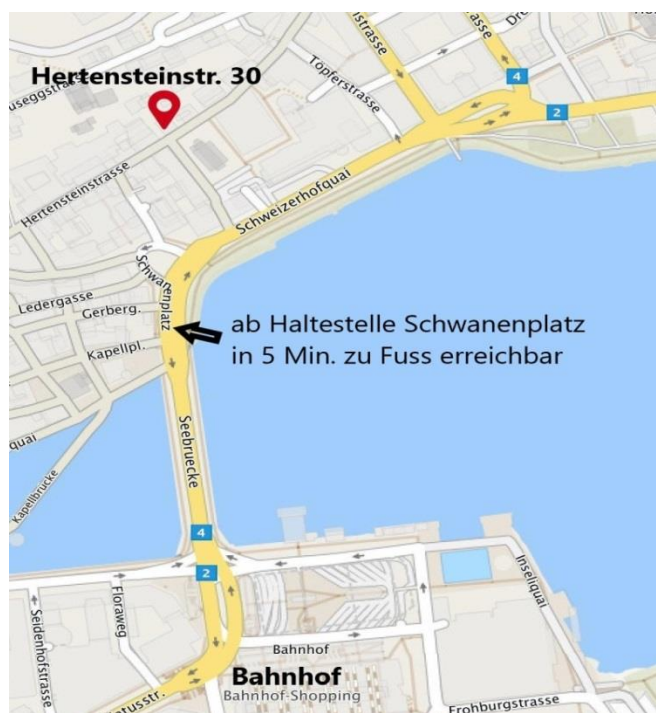 Hertensteinstr. 30
Töpferstrasse
4
2
Hertensteinstrasse
Schweizerhofquai
Schwanenplatz
Ledergasse
Gerberg.
Kapellpl.
ab Haltestelle Schwanenplatz
in 5 Min. zu Fuss erreichbar
Seebruecke
Kapellbrucke
4
2
Inseliquai
Seidenhofstrasse
Floraweg
Bahnhof
Bahnhof
Bahnhof-Shopping
Frohburgstrasse